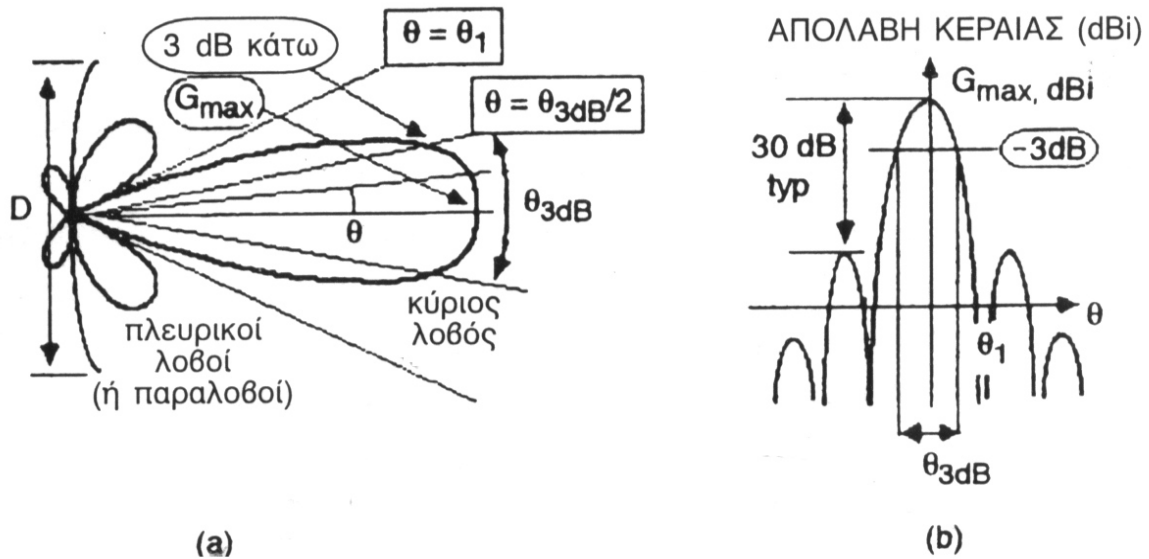 3 dB κάτω
θ = θ1
Gmax
θ = θ3dB/2
D
θ
θ3dB
κύριος
λοβός
πλευρικοί
λοβοί
(ή παραλοβοί)
(a)
ΑΠΟΛΑΒΗ ΚΕΡΑΙΑΣ (dBi)
Gmax, dBi
30 dB
typ
-3dB
θ
θ1
=
θ3dB
(b)